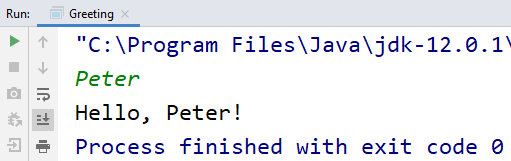 Run: Greeting ×
"C:\Program Files\Java\jdk-12.0.1\
Peter
Hello, Peter!
Process finished with exit code 0